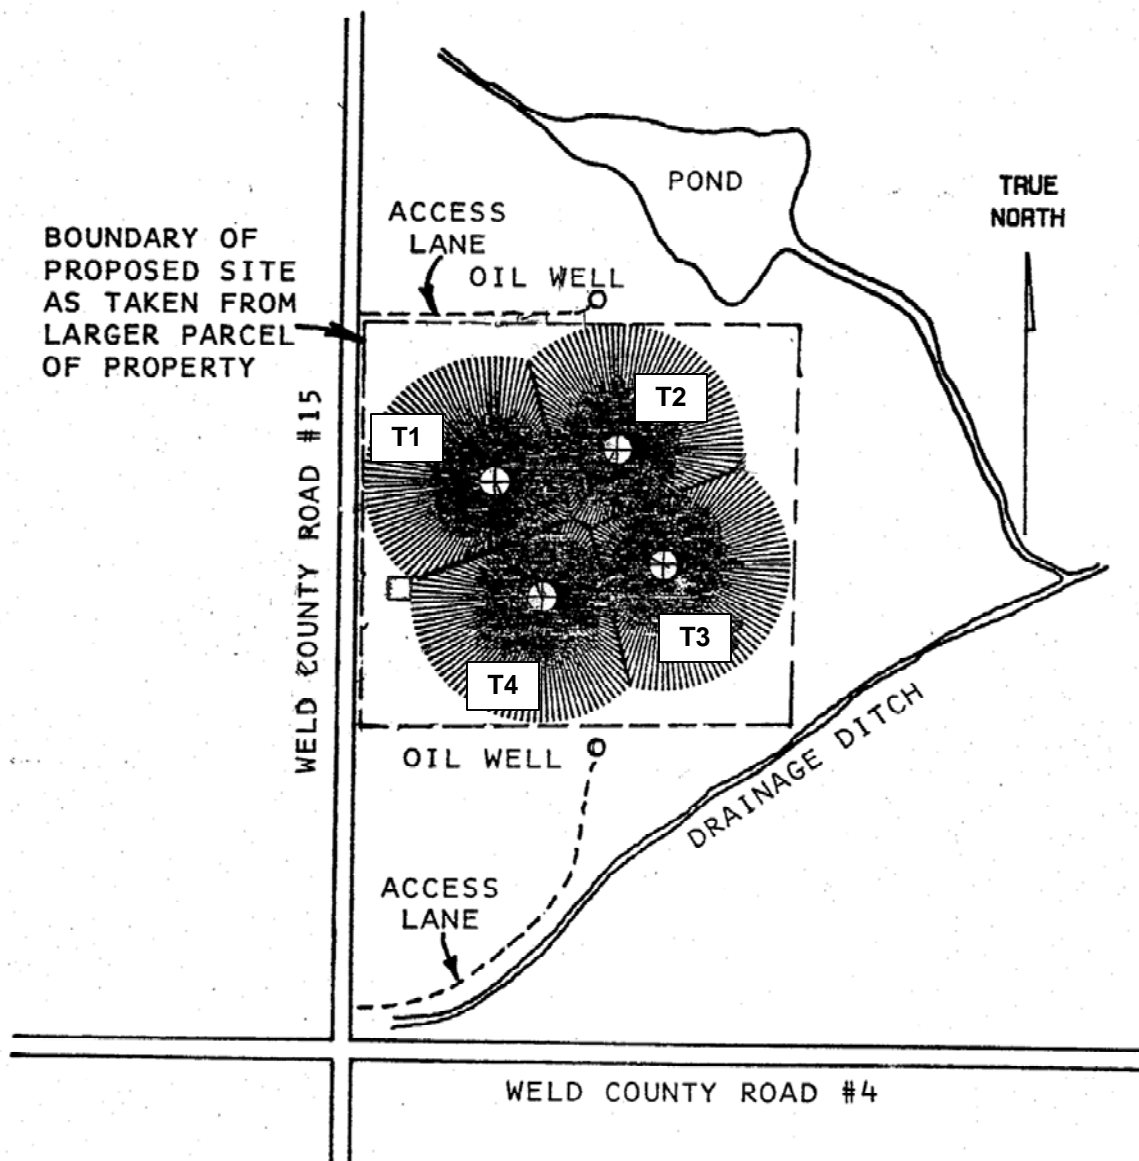 POND
TRUE
NORTH
ACCESS
LANE
OIL WELL
BOUNDARY OF
PROPOSED SITE
AS TAKEN FROM
LARGER PARCEL
OF PROPERTY
WELD COUNTY ROAD #15
T1
T2
T3
T4
OIL WELL
DRAINAGE DITCH
ACCESS
LANE
WELD COUNTY ROAD #4